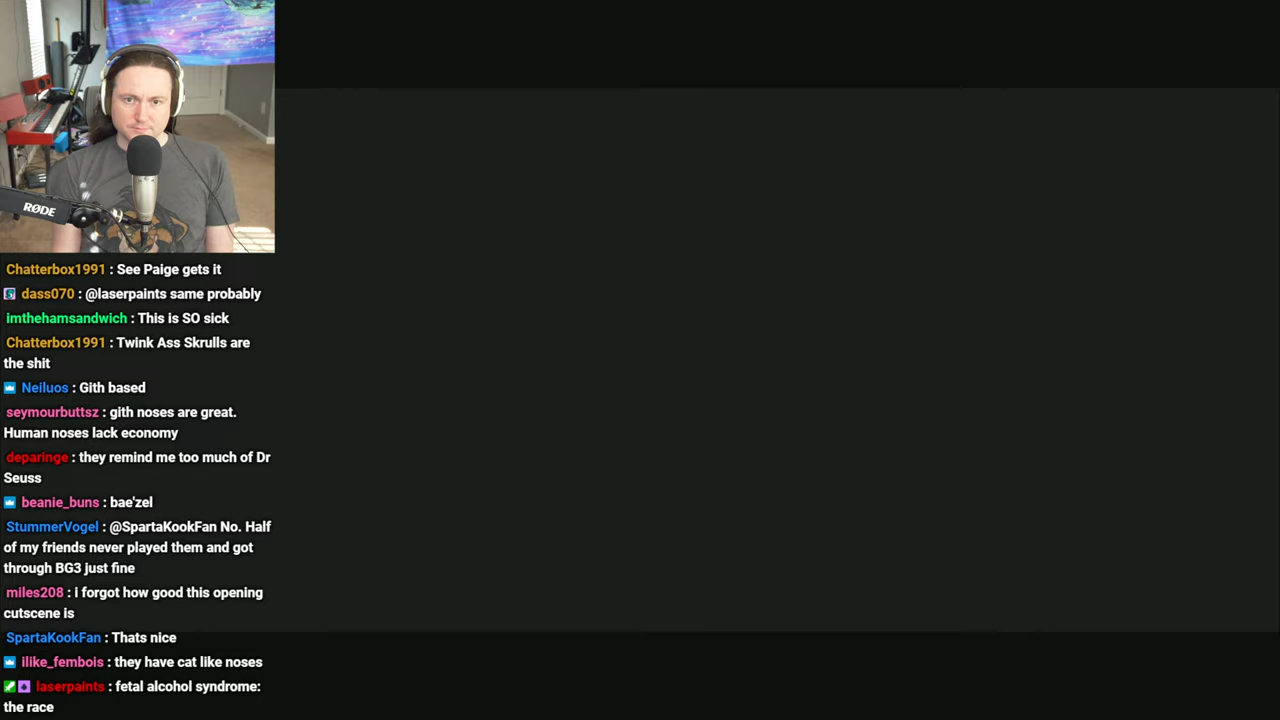 RØDE
Chatterbox1991 : See Paige gets it
dass070 : @laserpaints same probably
imthehamsandwich : This is SO sick
Chatterbox1991 : Twink Ass Skrulls are
the shit
Neiluos : Gith based
seymourbuttsz : gith noses are great.
Human noses lack economy
deparinge : they remind me too much of Dr
Seuss
beanie_buns : bae'zel
StummerVogel : @SpartaKookFan No. Half
of my friends never played them and got
through BG3 just fine
miles208 : i forgot how good this opening
cutscene is
SpartaKookFan : Thats nice
ilike_fembois : they have cat like noses
laserpaints : fetal alcohol syndrome:
the race